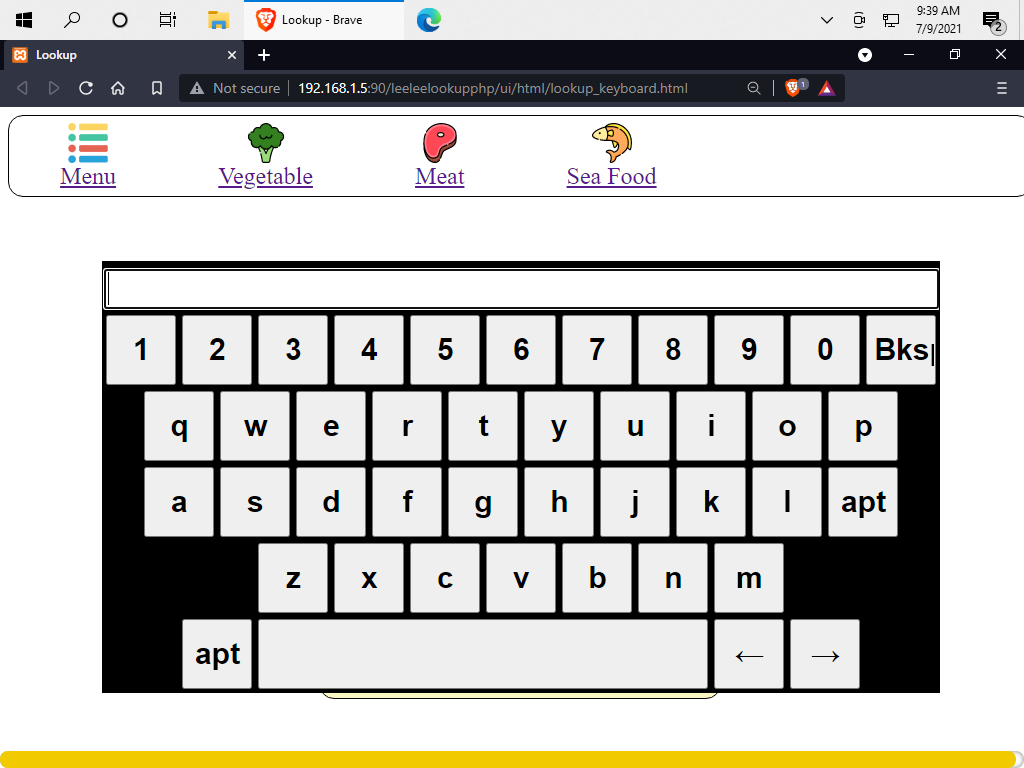 Lookup - Brave
9:39 AM
7/9/2021
2
Lookup
Not secure
192.168.1.5:90/leeleelookupphp/ui/html/lookup_keyboard.html
1
Menu Vegetable Meat Sea Food
1 2 3 4 5 6 7 8 9 0 Bksp
q w e r t y u i o p
a s d f g h j k l apt
z x c v b n m
apt ← →